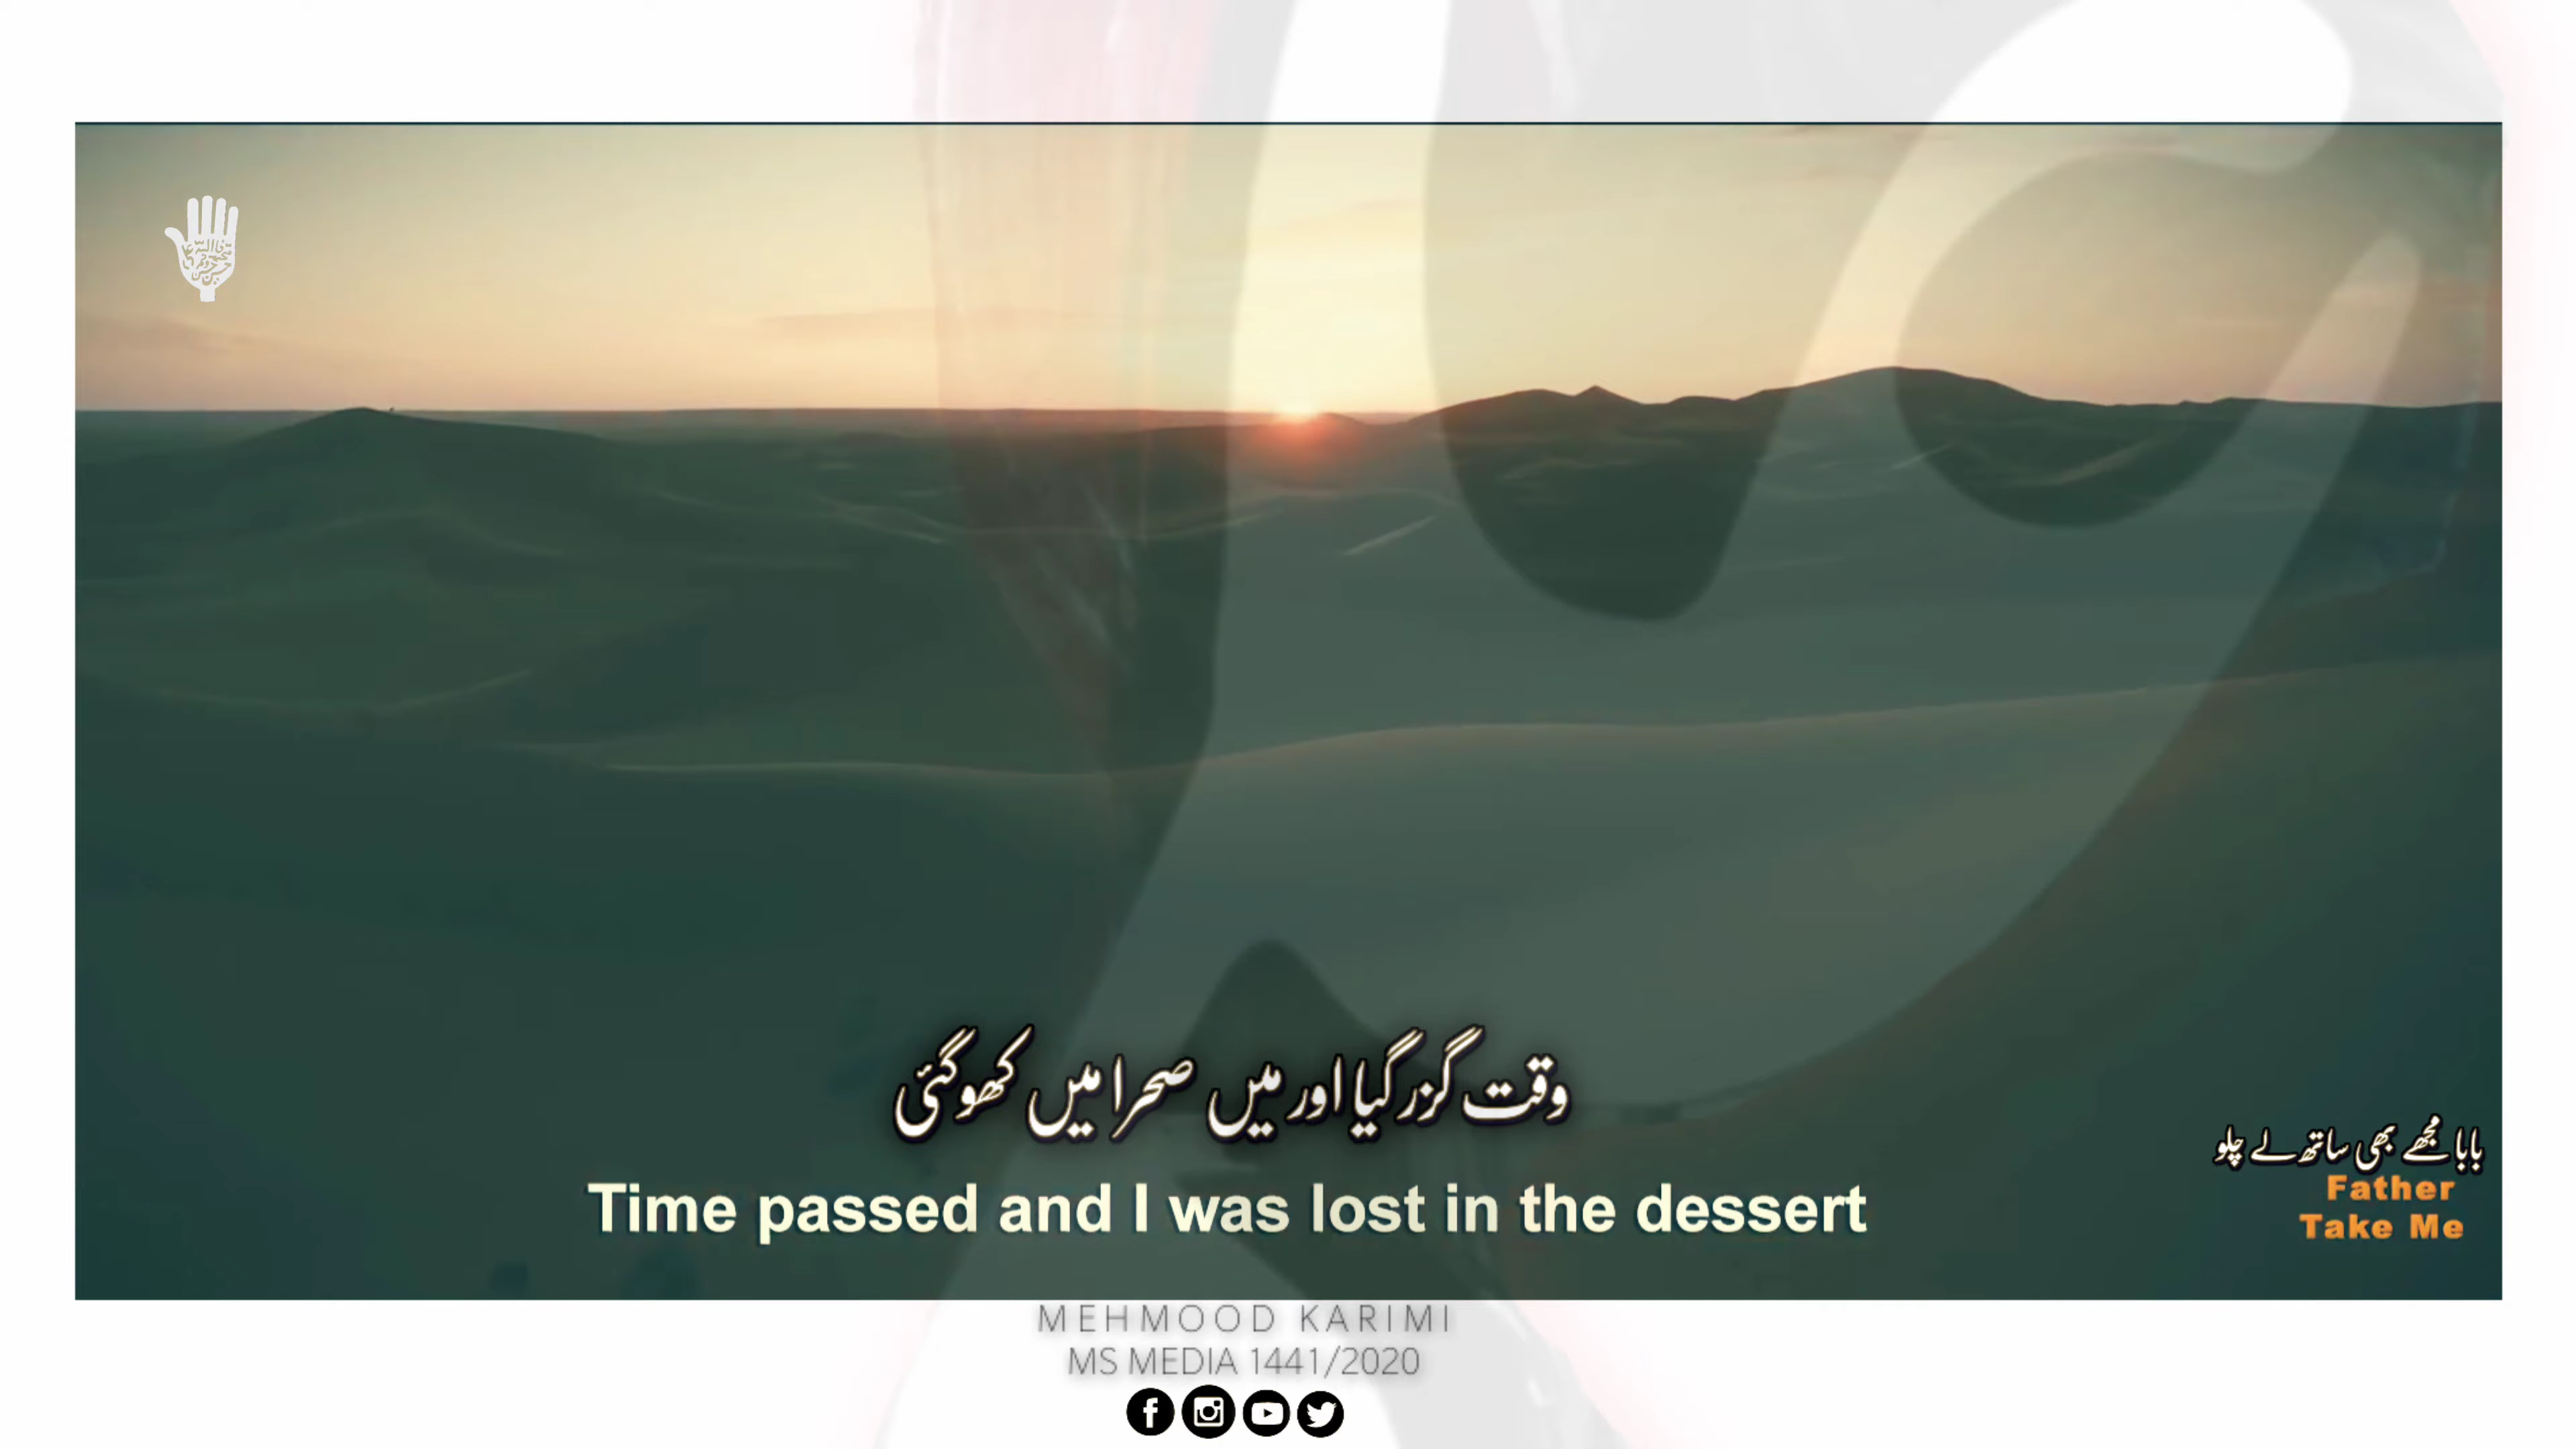 وقت گزر گیا اور میں صحرا میں کھو گئی
Time passed and I was lost in the dessert
بابا مجھے بھی ساتھ لے چلو
Father
Take Me
MEHMOOD KARIMI
MS MEDIA 1441/2020